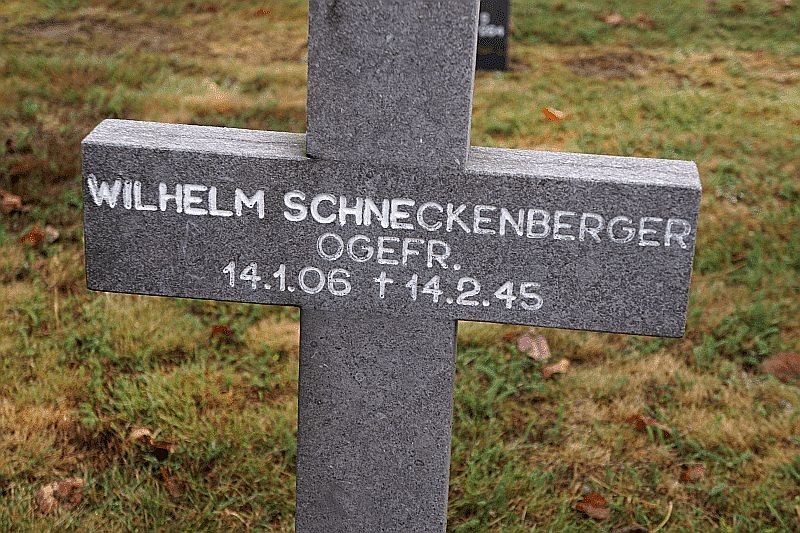 WILHELM SCHNECKENBERGER
OGEFR.
14.1.06 † 14.2.45